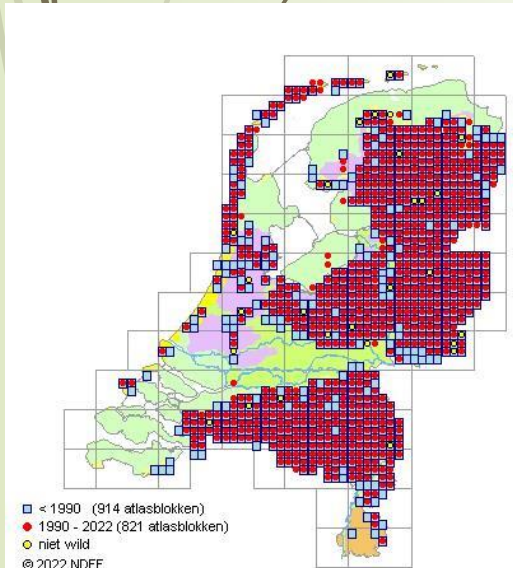 < 1990 (914 atlasblokken)
1990 - 2022 (821 atlasblokken)
niet wild
© 2022 NDFF